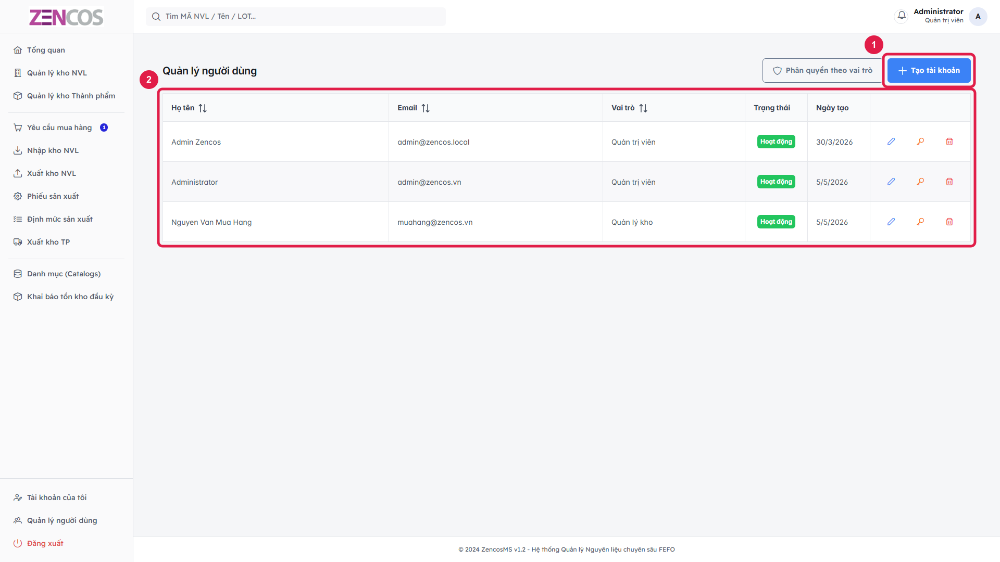 ZENCOS
Tìm MÃ NVL / Tên / LOT...
Administrator
Quản trị viên
A
Tổng quan
Quản lý kho NVL
Quản lý kho Thành phẩm
Yêu cầu mua hàng 1
Nhập kho NVL
Xuất kho NVL
Phiếu sản xuất
Định mức sản xuất
Xuất kho TP
Danh mục (Catalogs)
Khai báo tồn kho đầu kỳ
Tài khoản của tôi
Quản lý người dùng
Đăng xuất
1
2
Quản lý người dùng
Phân quyền theo vai trò
Tạo tài khoản
Họ tên Email Vai trò Trạng thái Ngày tạo
Admin Zencos admin@zencos.local Quản trị viên Hoạt động 30/3/2026
Administrator admin@zencos.vn Quản trị viên Hoạt động 5/5/2026
Nguyen Van Mua Hang muahang@zencos.vn Quản lý kho Hoạt động 5/5/2026
© 2024 ZencosMS v1.2 - Hệ thống Quản lý Nguyên liệu chuyên sâu FEFO